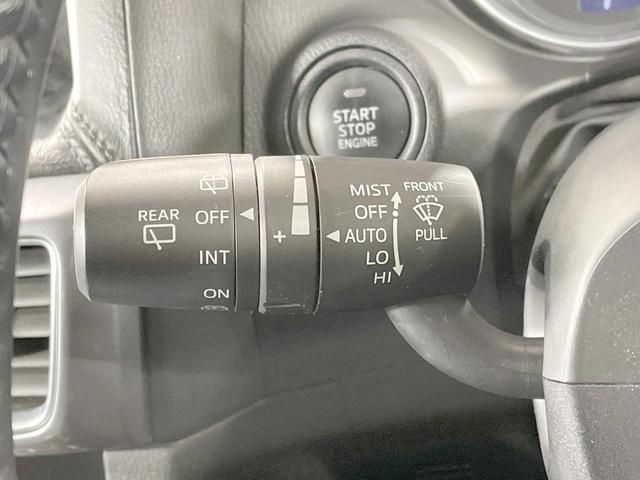 START
STOP
ENGINE
REAR
OFF
INT
ON
+
MIST
OFF
AUTO
LO
HI
FRONT
PULL